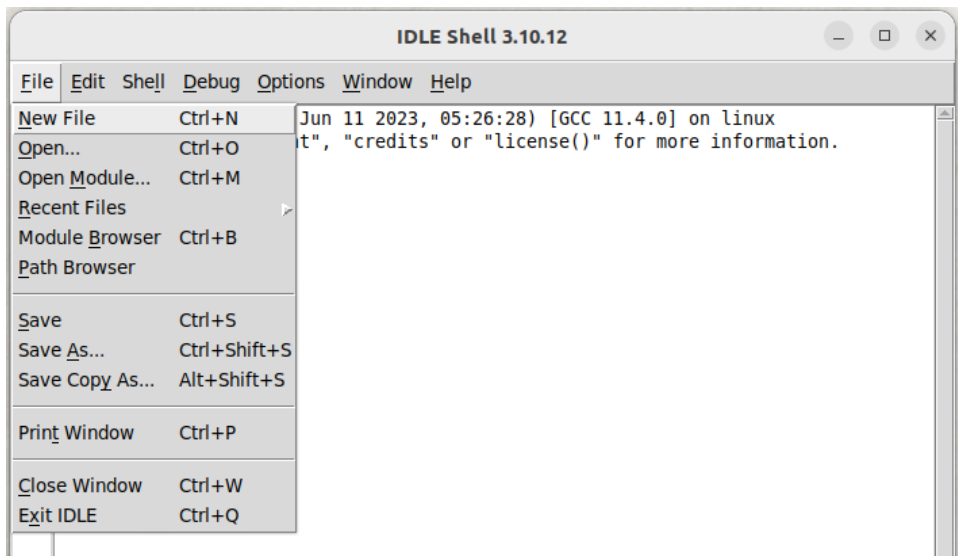 IDLE Shell 3.10.12
File Edit Shell Debug Options Window Help
New File Ctrl+N
Open... Ctrl+O
Open Module... Ctrl+M
Recent Files
Module Browser Ctrl+B
Path Browser
Save Ctrl+S
Save As... Ctrl+Shift+S
Save Copy As... Alt+Shift+S
Print Window Ctrl+P
Close Window Ctrl+W
Exit IDLE Ctrl+Q
Jun 11 2023, 05:26:28) [GCC 11.4.0] on linux
t", "credits" or "license()" for more information.